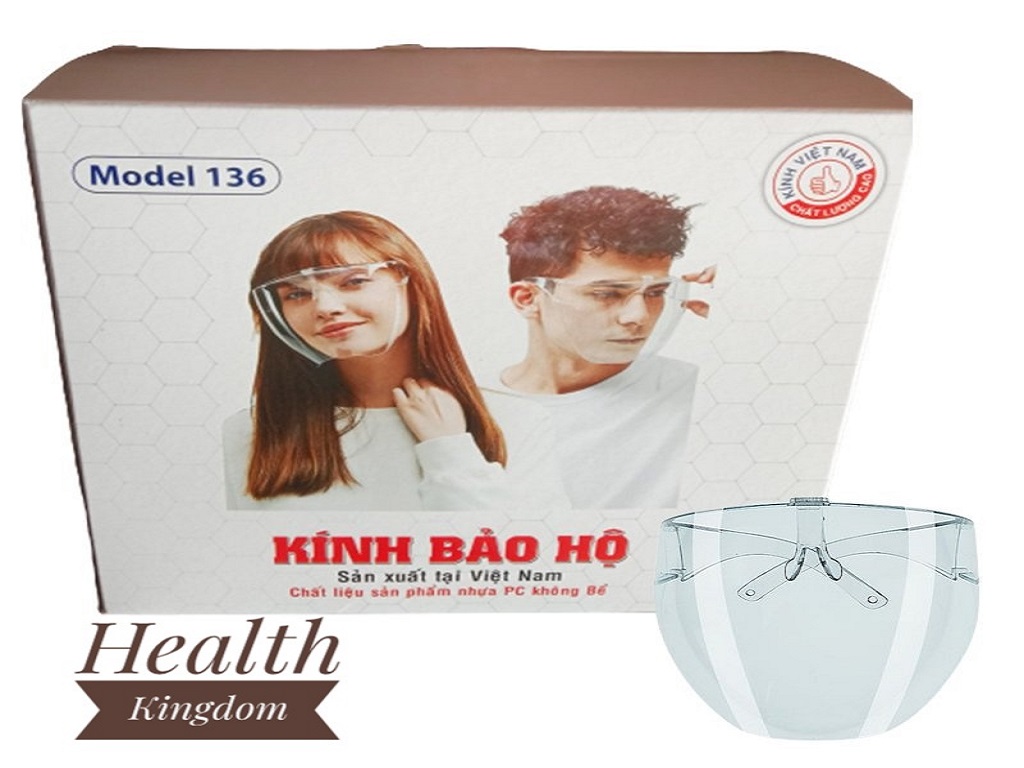 Model 136
KÍNH VIỆT NAM
CHẤT LƯỢNG CAO
KÍNH BẢO HỘ
Sản xuất tại Việt Nam
Chất liệu sản phẩm nhựa PC không Bể
Health
Kingdom